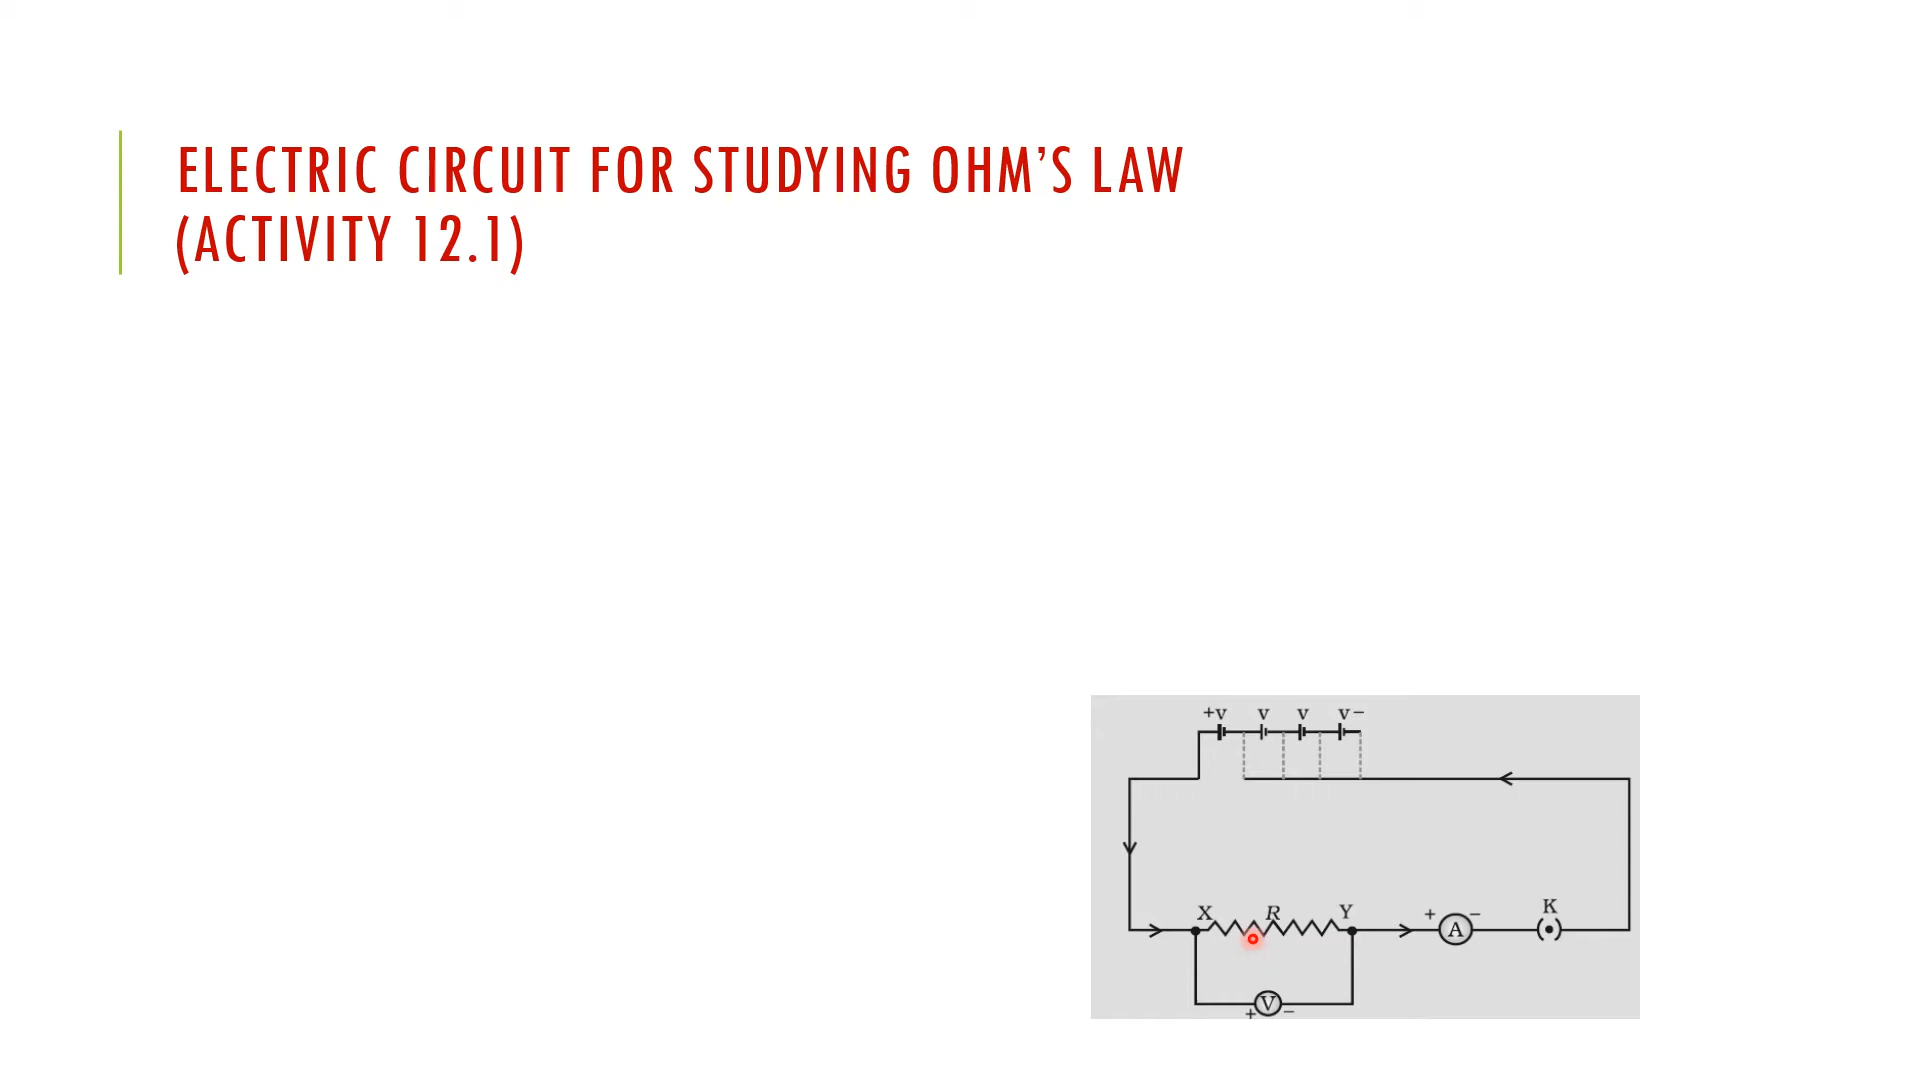 ELECTRIC CIRCUIT FOR STUDYING OHM’S LAW
(ACTIVITY 12.1)
+v v v v−
X R Y + A − K
+ V −